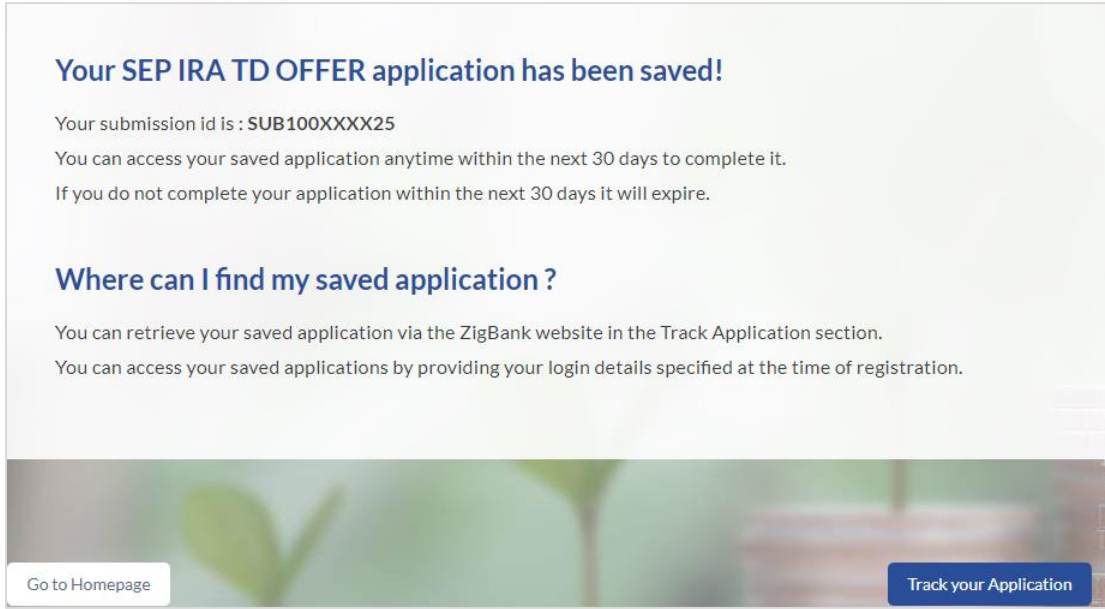 Your SEP IRA TD OFFER application has been saved!
Your submission id is : SUB100XXXX25
You can access your saved application anytime within the next 30 days to complete it.
If you do not complete your application within the next 30 days it will expire.
Where can I find my saved application ?
You can retrieve your saved application via the ZigBank website in the Track Application section.
You can access your saved applications by providing your login details specified at the time of registration.
Go to Homepage
Track your Application